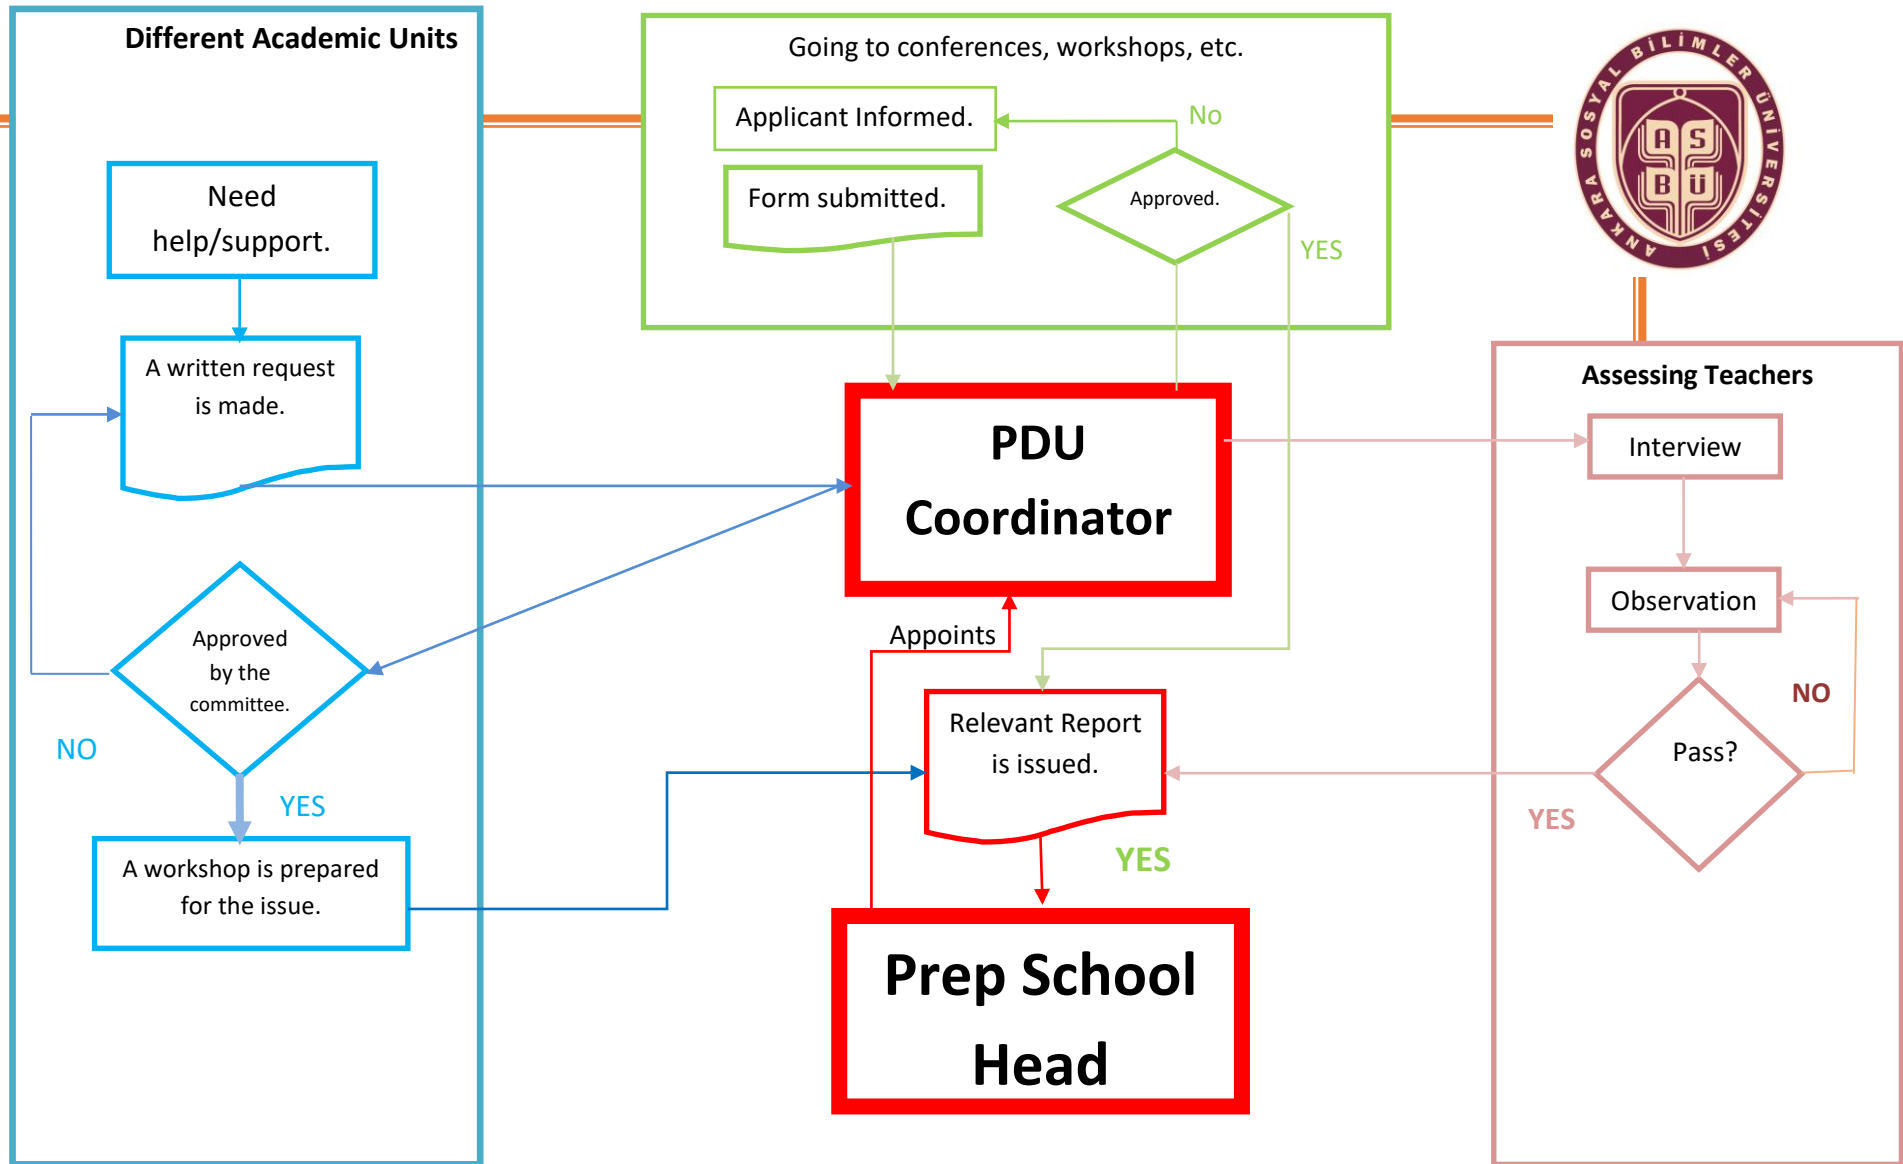 Different Academic Units
Need
help/support.
A written request
is made.
Approved
by the
committee.
NO
YES
A workshop is prepared
for the issue.
Going to conferences, workshops, etc.
Applicant Informed.
No
Form submitted.
Approved.
YES
PDU
Coordinator
Appoints
Relevant Report
is issued.
YES
Prep School
Head
ANKARA SOSYAL BİLİMLER ÜNİVERSİTESİ
A S
B Ü
Assessing Teachers
Interview
Observation
NO
Pass?
YES